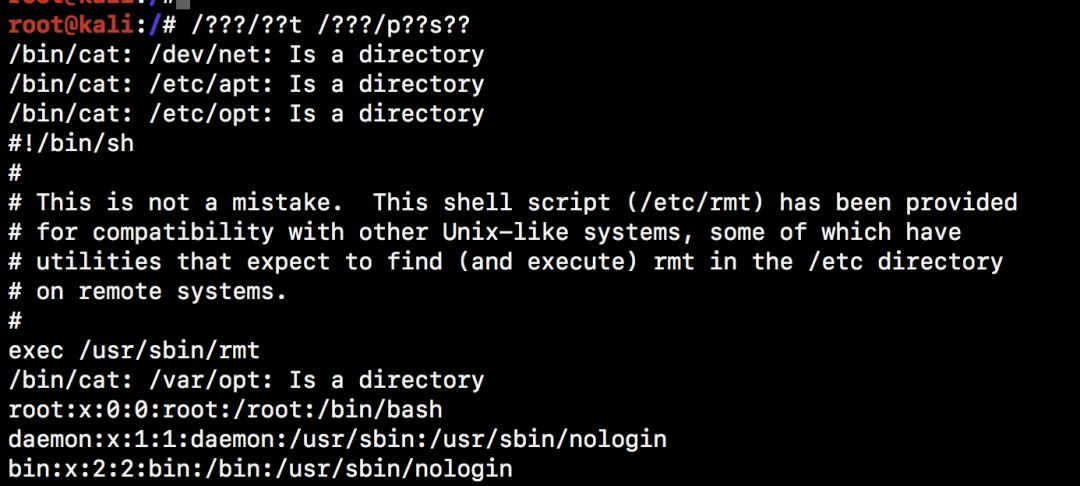 root@kali:/#
root@kali:/# /???/??t /???/p??s??
/bin/cat: /dev/net: Is a directory
/bin/cat: /etc/apt: Is a directory
/bin/cat: /etc/opt: Is a directory
#!/bin/sh
#
# This is not a mistake.  This shell script (/etc/rmt) has been provided
# for compatibility with other Unix-like systems, some of which have
# utilities that expect to find (and execute) rmt in the /etc directory
# on remote systems.
#
exec /usr/sbin/rmt
/bin/cat: /var/opt: Is a directory
root:x:0:0:root:/root:/bin/bash
daemon:x:1:1:daemon:/usr/sbin:/usr/sbin/nologin
bin:x:2:2:bin:/bin:/usr/sbin/nologin